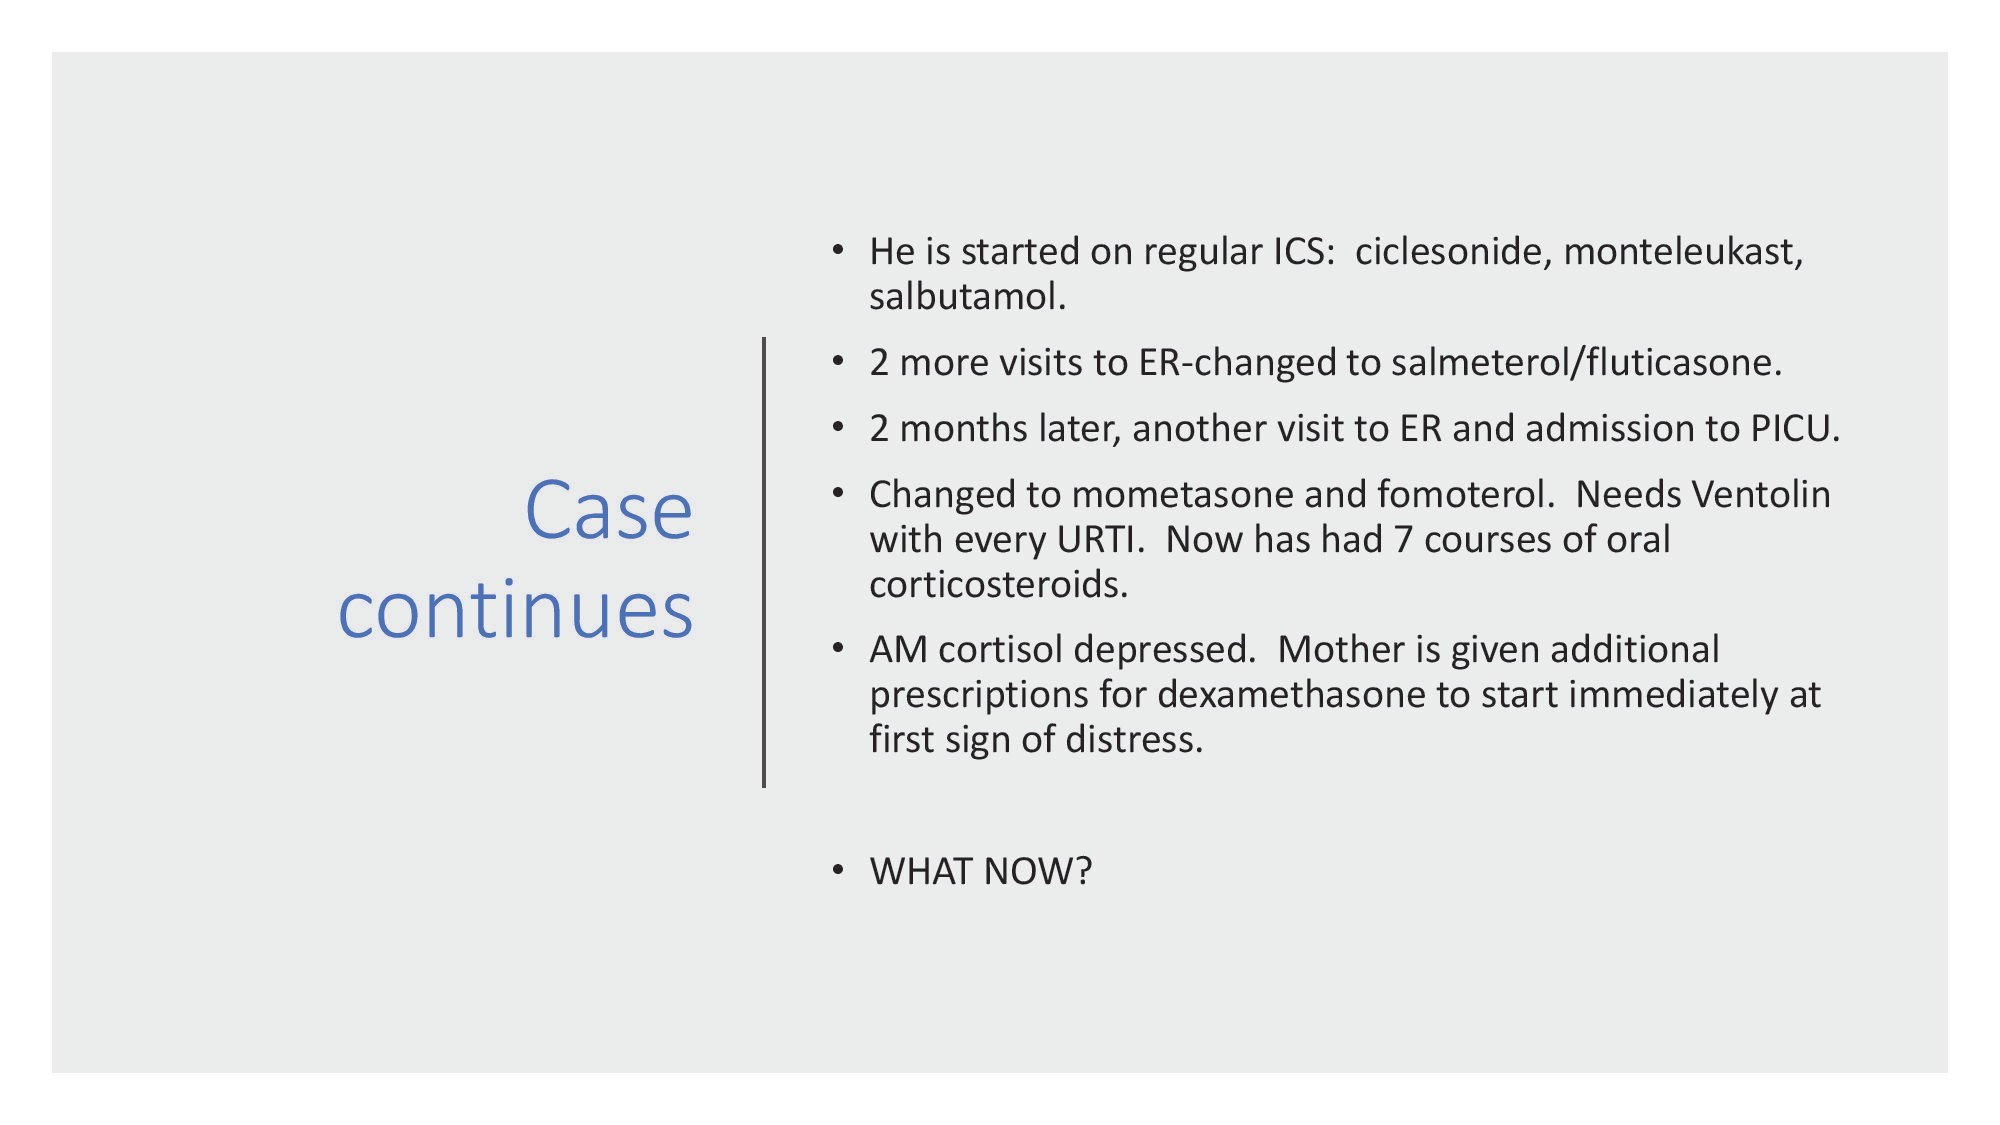 Case
continues
• He is started on regular ICS:  ciclesonide, monteleukast,
salbutamol.
• 2 more visits to ER-changed to salmeterol/fluticasone.
• 2 months later, another visit to ER and admission to PICU.
• Changed to mometasone and fomoterol.  Needs Ventolin
with every URTI.  Now has had 7 courses of oral
corticosteroids.
• AM cortisol depressed.  Mother is given additional
prescriptions for dexamethasone to start immediately at
first sign of distress.
• WHAT NOW?